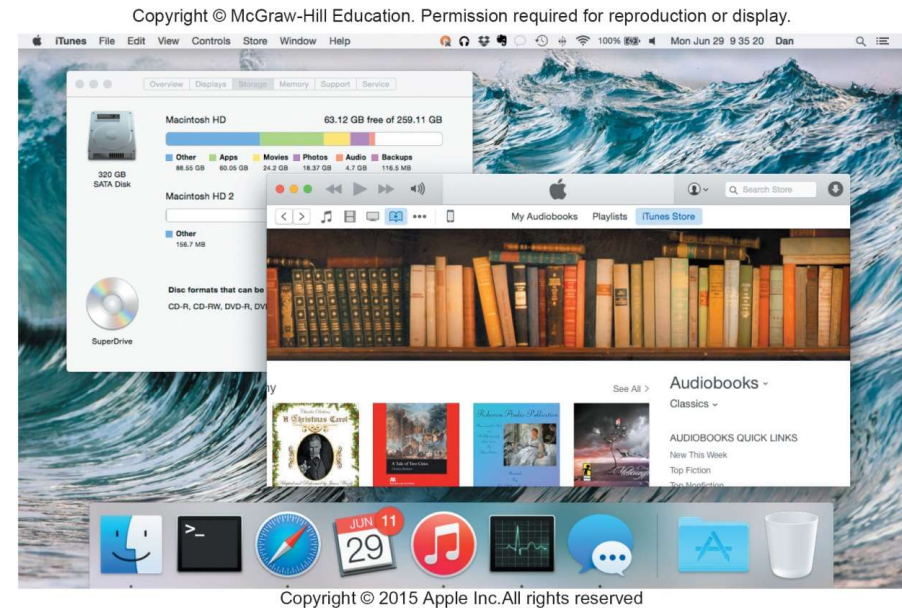 Copyright © McGraw-Hill Education. Permission required for reproduction or display.
iTunes File Edit View Controls Store Window Help 100% Mon Jun 29 9 35 20 Dan
Overview Displays Storage Memory Support Service
Macintosh HD 63.12 GB free of 259.11 GB
Other Apps Movies Photos Audio Backups
88.55 GB 60.05 GB 24.2 GB 18.37 GB 4.7 GB 116.5 MB
320 GB
SATA Disk
Macintosh HD 2
Other
156.7 MB
Disc formats that can be
CD-R, CD-RW, DVD-R,
SuperDrive
Search Store
My Audiobooks Playlists iTunes Store
See All >
Audiobooks
Classics
AUDIOBOOKS QUICK LINKS
New This Week
Top Fiction
Top Nonfiction
A Christmas Carol
A Tale of Two Cities
JUN 11
29
Copyright © 2015 Apple Inc.All rights reserved